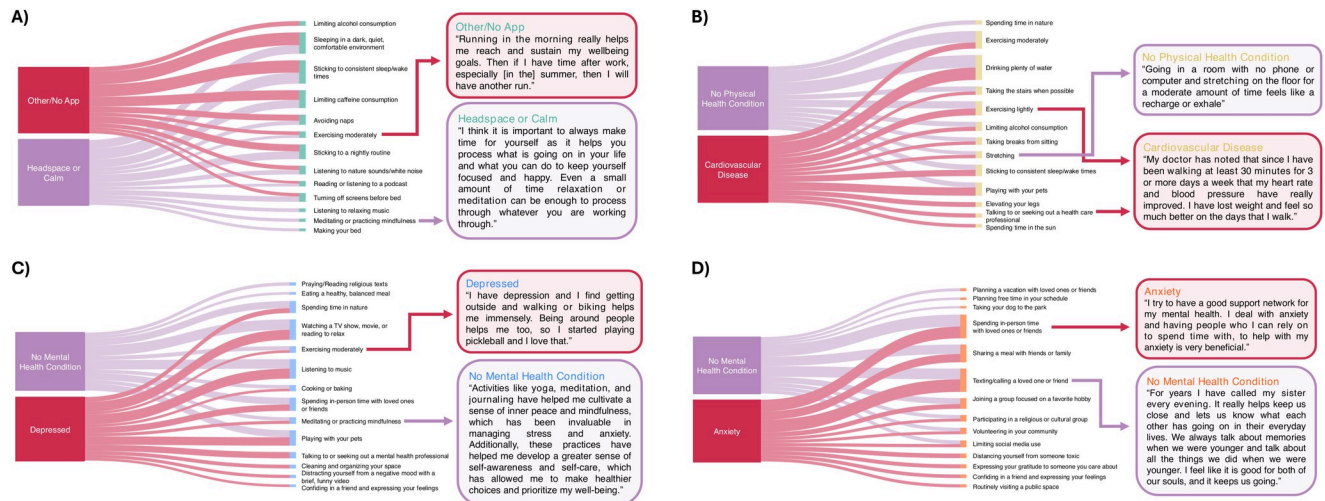 A)
Other/No App
Headspace
or Calm
Limiting alcohol consumption
Sleeping in a dark, quiet,
comfortable environment
Sticking to consistent sleep/wake
times
Limiting caffeine consumption
Avoiding naps
Exercising moderately
Sticking to a nightly routine
Listening to nature sounds/white noise
Reading or listening to a podcast
Turning off screens before bed
Listening to relaxing music
Meditating or practicing mindfulness
Making your bed
Other/No App
“Running in the morning really helps
me reach and sustain my wellbeing
goals. Then if I have time after work,
especially [in the] summer, then I will
have another run.”
Headspace or Calm
“I think it is important to always make
time for yourself as it helps you
process what is going on in your life
and what you can do to keep yourself
focused and happy. Even a small
amount of time relaxation or
meditation can be enough to process
through whatever you are working
through.”
B)
No Physical
Health Condition
Cardiovascular
Disease
Spending time in nature
Exercising moderately
Drinking plenty of water
Taking the stairs when possible
Exercising lightly
Limiting alcohol consumption
Taking breaks from sitting
Stretching
Sticking to consistent sleep/wake times
Playing with your pets
Elevating your legs
Talking to or seeking out a health care
professional
Spending time in the sun
No Physical Health Condition
“Going in a room with no phone or
computer and stretching on the floor for
a moderate amount of time feels like a
recharge or exhale”
Cardiovascular Disease
“My doctor has noted that since I have
been walking at least 30 minutes for 3
or more days a week that my heart rate
and blood pressure have really
improved. I have lost weight and feel so
much better on the days that I walk.”
C)
No Mental
Health Condition
Depressed
Praying/Reading religious texts
Eating a healthy, balanced meal
Spending time in nature
Watching a TV show, movie, or
reading to relax
Exercising moderately
Listening to music
Cooking or baking
Spending in-person time with loved ones
or friends
Meditating or practicing mindfulness
Playing with your pets
Talking to or seeking out a mental health professional
Cleaning and organizing your space
Distracting yourself from a negative mood with a
brief, funny video
Confiding in a friend and expressing your feelings
Depressed
“I have depression and I find getting
outside and walking or biking helps
me immensely. Being around people
helps me too, so I started playing
pickleball and I love that.”
No Mental Health Condition
“Activities like yoga, meditation, and
journaling have helped me cultivate a
sense of inner peace and mindfulness,
which has been invaluable in
managing stress and anxiety.
Additionally, these practices have
helped me develop a greater sense of
self-awareness and self-care, which
has allowed me to make healthier
choices and prioritize my well-being.”
D)
No Mental
Health Condition
Anxiety
Planning a vacation with loved ones or friends
Planning free time in your schedule
Taking your dog to the park
Spending in-person time
with loved ones or friends
Sharing a meal with friends or family
Texting/calling a loved one or friend
Joining a group focused on a favorite hobby
Participating in a religious or cultural group
Volunteering in your community
Limiting social media use
Distancing yourself from someone toxic
Expressing your gratitude to someone you care about
Confiding in a friend and expressing your feelings
Routinely visiting a public space
Anxiety
“I try to have a good support network for
my mental health. I deal with anxiety
and having people who I can rely on
to spend time with, to help with my
anxiety is very beneficial.”
No Mental Health Condition
“For years I have called my sister
every evening. It really helps keep us
close and lets us know what each
other has going on in their everyday
lives. We always talk about memories
when we were younger and talk about
all the things we did when we were
younger. I feel like it is good for both of
our souls, and it keeps us going.”